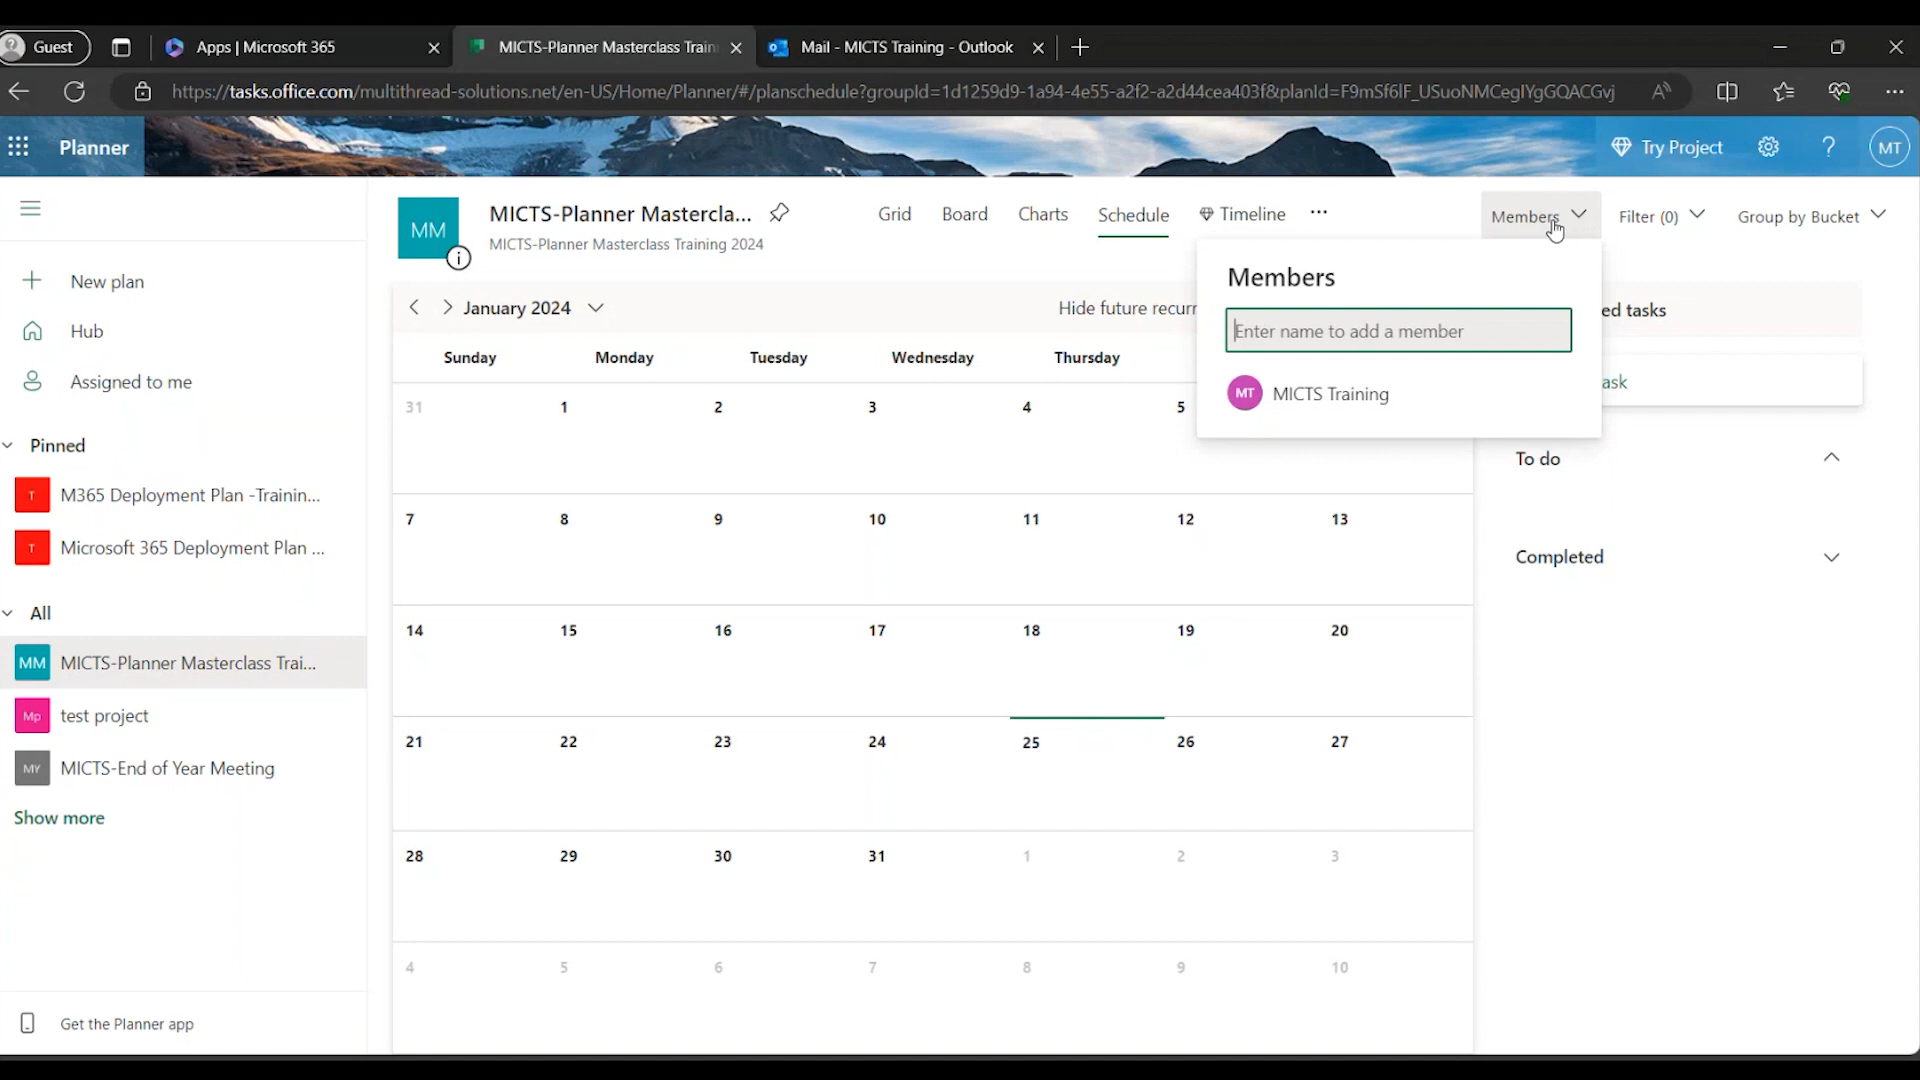 Guest
Apps | Microsoft 365
MICTS-Planner Masterclass Train
Mail - MICTS Training - Outlook
https://tasks.office.com/multithread-solutions.net/en-US/Home/Planner/#/planschedule?groupId=1d1259d9-1a94-4e55-a2f2-a2d44cea403f&planId=F9mSf6IF_USuoNMCegIYgGQACGvj
Planner
Try Project
?
MT
MM
MICTS-Planner Mastercla...
MICTS-Planner Masterclass Training 2024
Grid
Board
Charts
Schedule
Timeline
Members
Filter (0)
Group by Bucket
New plan
Hub
Assigned to me
Pinned
T
M365 Deployment Plan -Trainin...
T
Microsoft 365 Deployment Plan ...
All
MM
MICTS-Planner Masterclass Trai...
Mp
test project
MY
MICTS-End of Year Meeting
Show more
Get the Planner app
January 2024
Hide future recurr
Members
Enter name to add a member
MT
MICTS Training
Sunday Monday Tuesday Wednesday Thursday
31 1 2 3 4 5
7 8 9 10 11 12 13
14 15 16 17 18 19 20
21 22 23 24 25 26 27
28 29 30 31 1 2 3
4 5 6 7 8 9 10
ed tasks
ask
To do
Completed